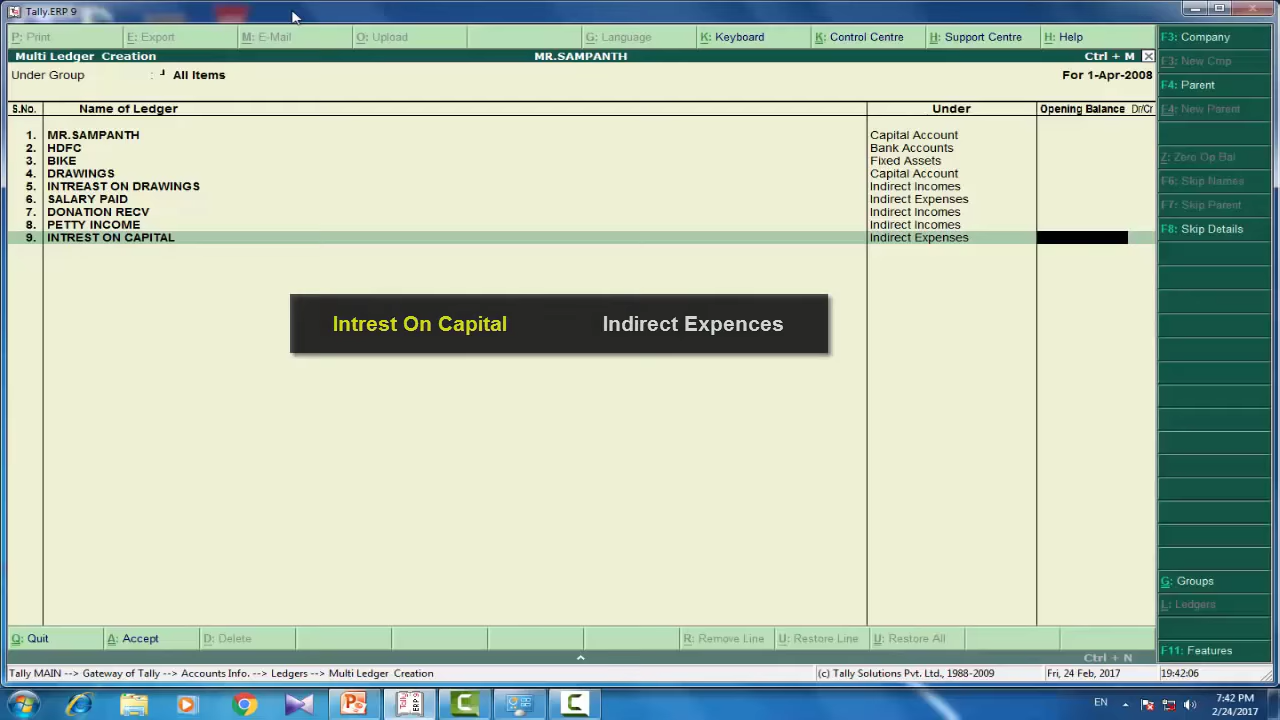 Tally.ERP 9
P: Print E: Export M: E-Mail O: Upload G: Language K: Keyboard K: Control Centre H: Support Centre H: Help
Multi Ledger Creation MR.SAMPANTH Ctrl + M
Under Group : All Items For 1-Apr-2008
S.No. Name of Ledger Under Opening Balance Dr/Cr
1. MR.SAMPANTH Capital Account
2. HDFC Bank Accounts
3. BIKE Fixed Assets
4. DRAWINGS Capital Account
5. INTREAST ON DRAWINGS Indirect Incomes
6. SALARY PAID Indirect Expenses
7. DONATION RECV Indirect Incomes
8. PETTY INCOME Indirect Incomes
9. INTREST ON CAPITAL Indirect Expenses
Intrest On Capital Indirect Expences
F3: Company
F3: New Cmp
F4: Parent
F4: New Parent
Z: Zero Op Bal
F6: Skip Names
F7: Skip Parent
F8: Skip Details
G: Groups
L: Ledgers
F11: Features
Q: Quit A: Accept D: Delete R: Remove Line U: Restore Line U: Restore All
Ctrl + N
Tally MAIN --> Gateway of Tally --> Accounts Info. --> Ledgers --> Multi Ledger Creation (c) Tally Solutions Pvt. Ltd., 1988-2009 Fri, 24 Feb, 2017 19:42:06
EN 7:42 PM
2/24/2017